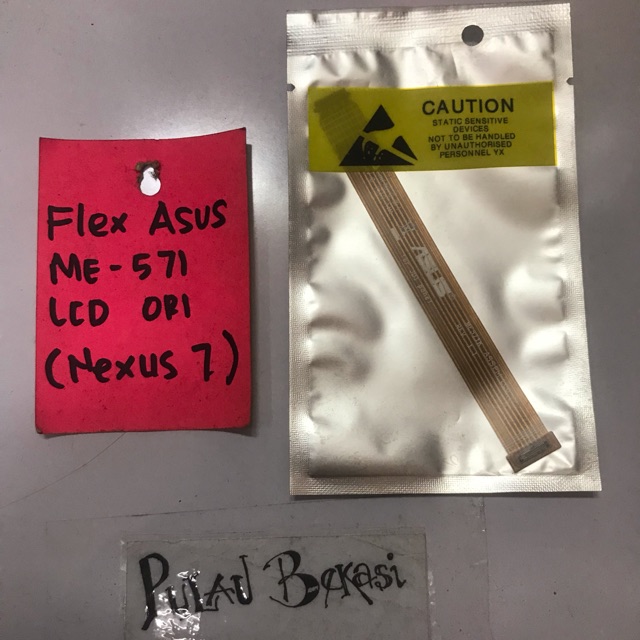 Flex Asus
ME-571
LCD ORI
(Nexus 7)
CAUTION
STATIC SENSITIVE
DEVICES
NOT TO BE HANDLED
BY UNAUTHORISED
PERSONNEL YX
ASUS
PULAU Bekasi